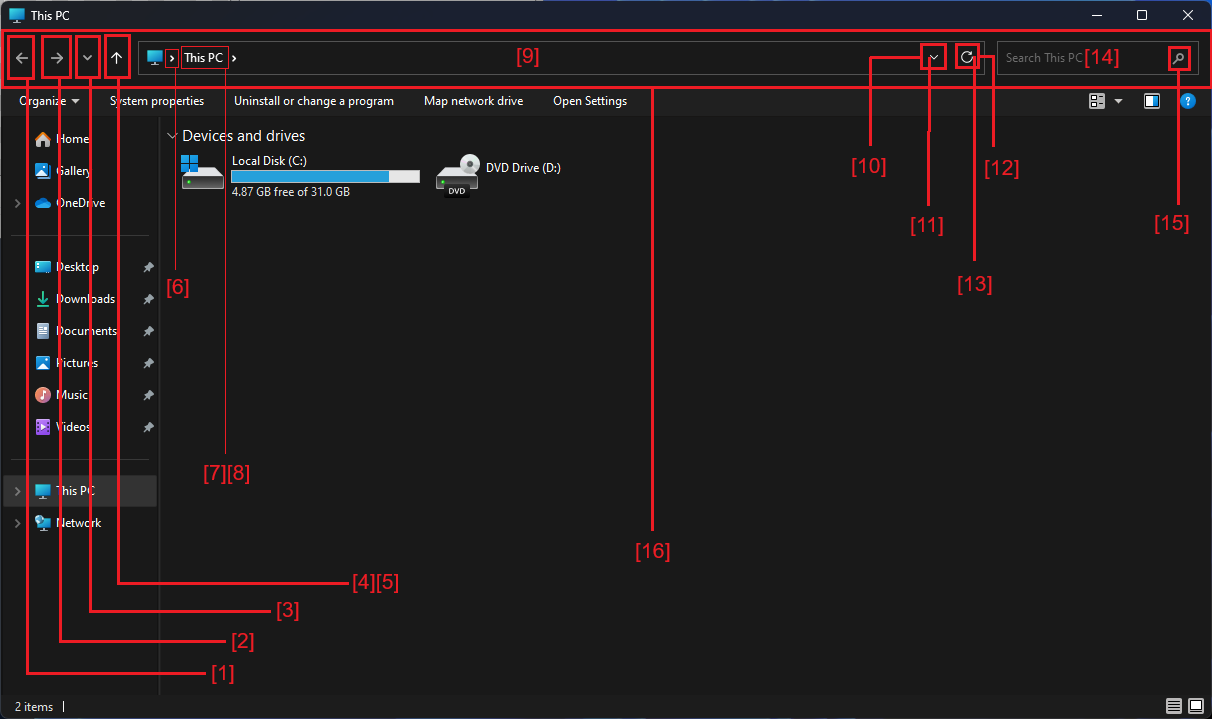 This PC
This PC [9] Search This PC [14]
Organize System properties Uninstall or change a program Map network drive Open Settings ?
Home
Gallery
OneDrive
Desktop
Downloads
Documents
Pictures
Music
Videos
This PC
Network
Devices and drives
Local Disk (C:)
4.87 GB free of 31.0 GB
DVD Drive (D:)
DVD
[10]
[12]
[11]
[15]
[6]
[13]
[7][8]
[16]
[4][5]
[3]
[2]
[1]
2 items